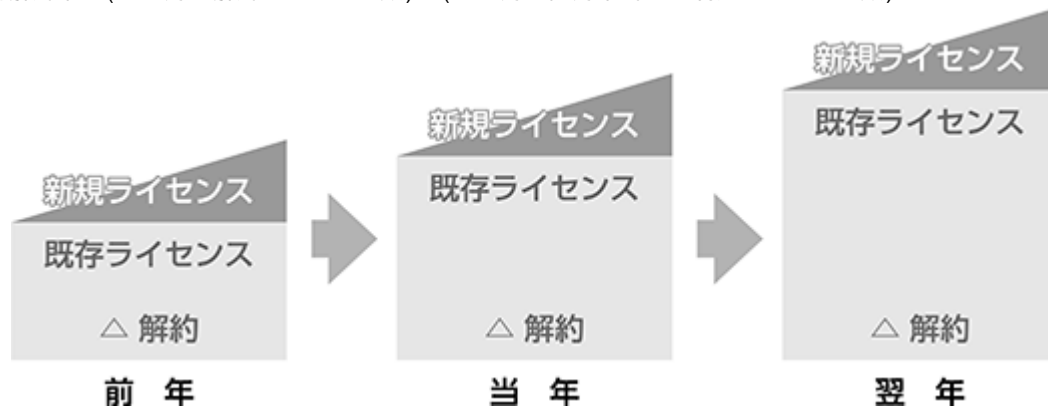 新規ライセンス
既存ライセンス
△ 解約
前 年
新規ライセンス
既存ライセンス
△ 解約
当 年
新規ライセンス
既存ライセンス
△ 解約
翌 年